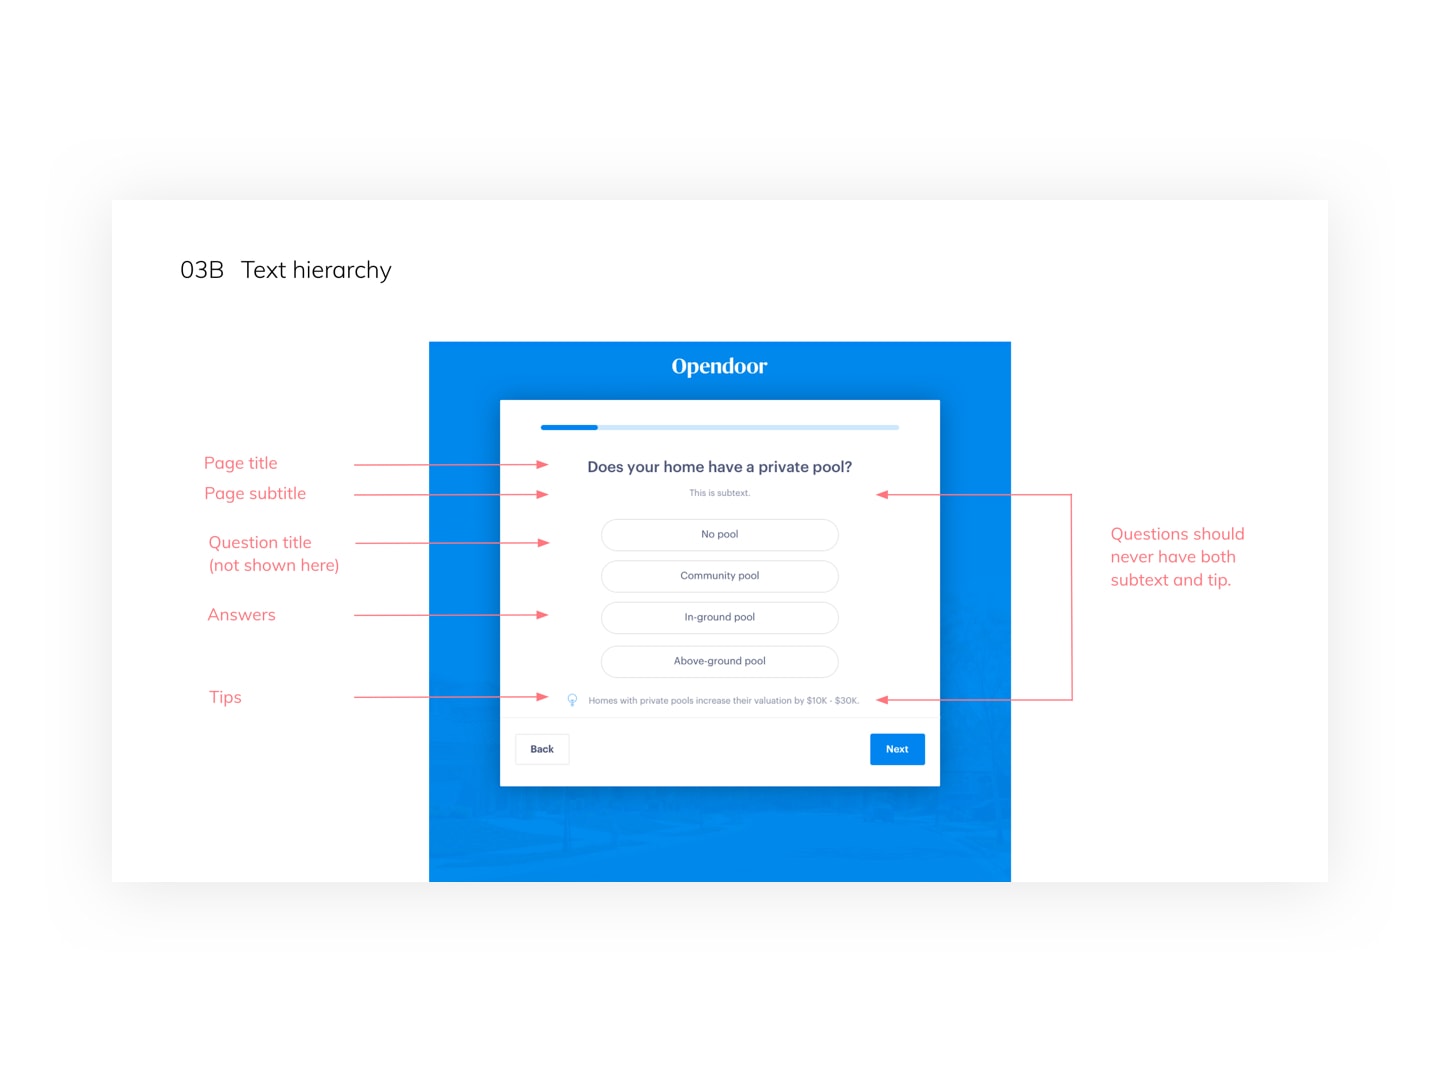 03B Text hierarchy
Opendoor
Page title
Does your home have a private pool?
Page subtitle
This is subtext.
Question title
(not shown here)
No pool
Community pool
Answers
In-ground pool
Above-ground pool
Tips
Homes with private pools increase their valuation by $10K - $30K.
Back
Next
Questions should
never have both
subtext and tip.